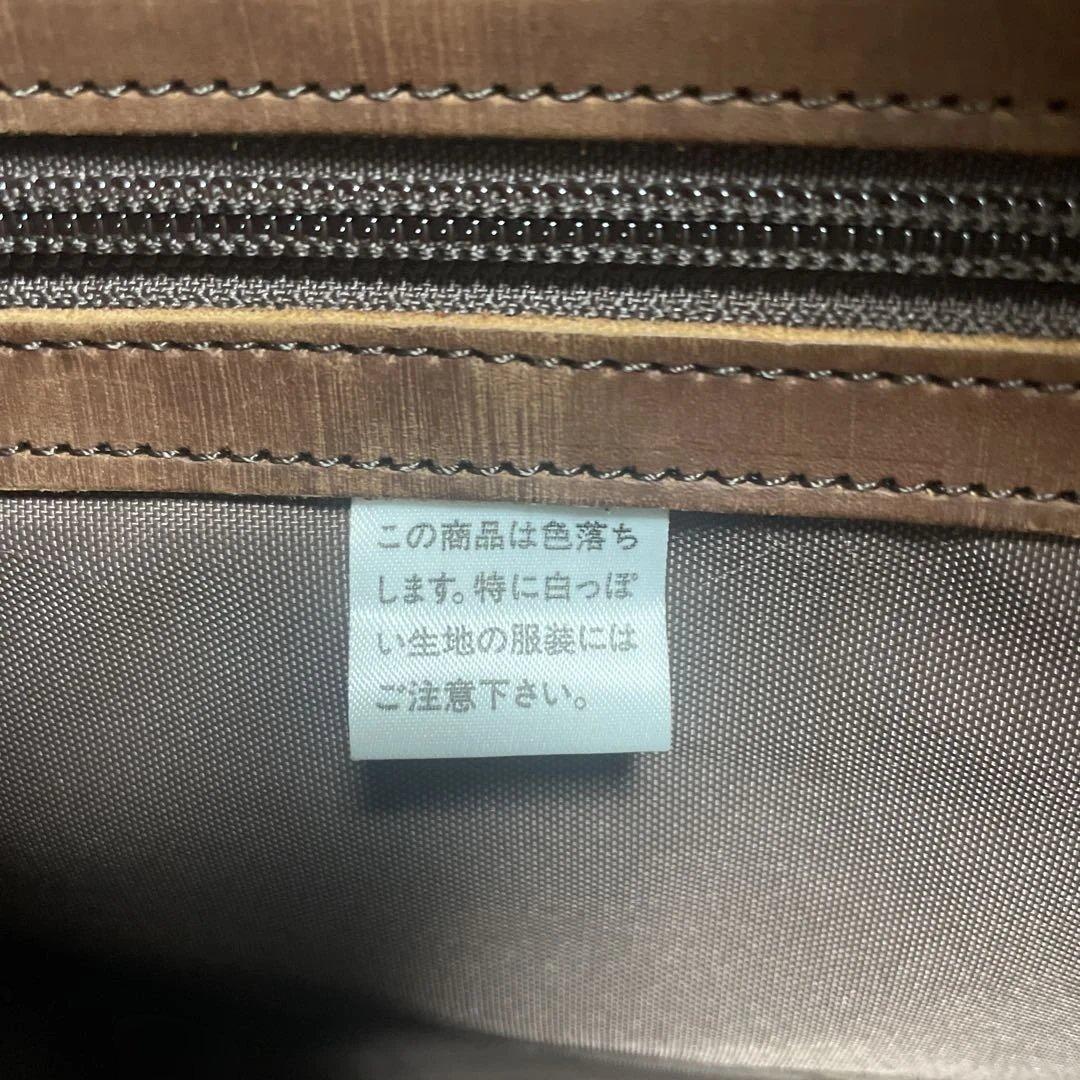 この商品は色落ち
します。特に白っぽ
い生地の服装には
ご注意下さい。